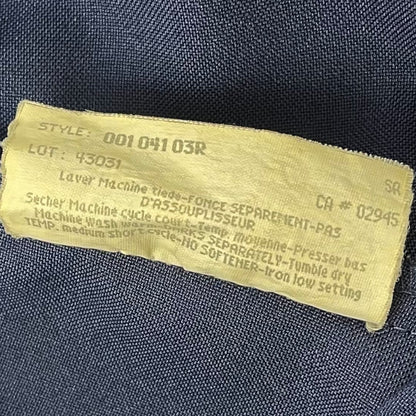 STYLE: 001 041 03R
LOT: 43031
SR
CA # 02945
Laver Machine tiede-FONCE SEPAREMENT-PAS
D'ASSOUPLISSEUR
Secher Machine cycle court-Temp moyenne-Presser bas
Machine Wash warm-DARKS SEPARATELY-Tumble dry
TEMP. medium short cycle-NO SOFTENER-Iron low setting